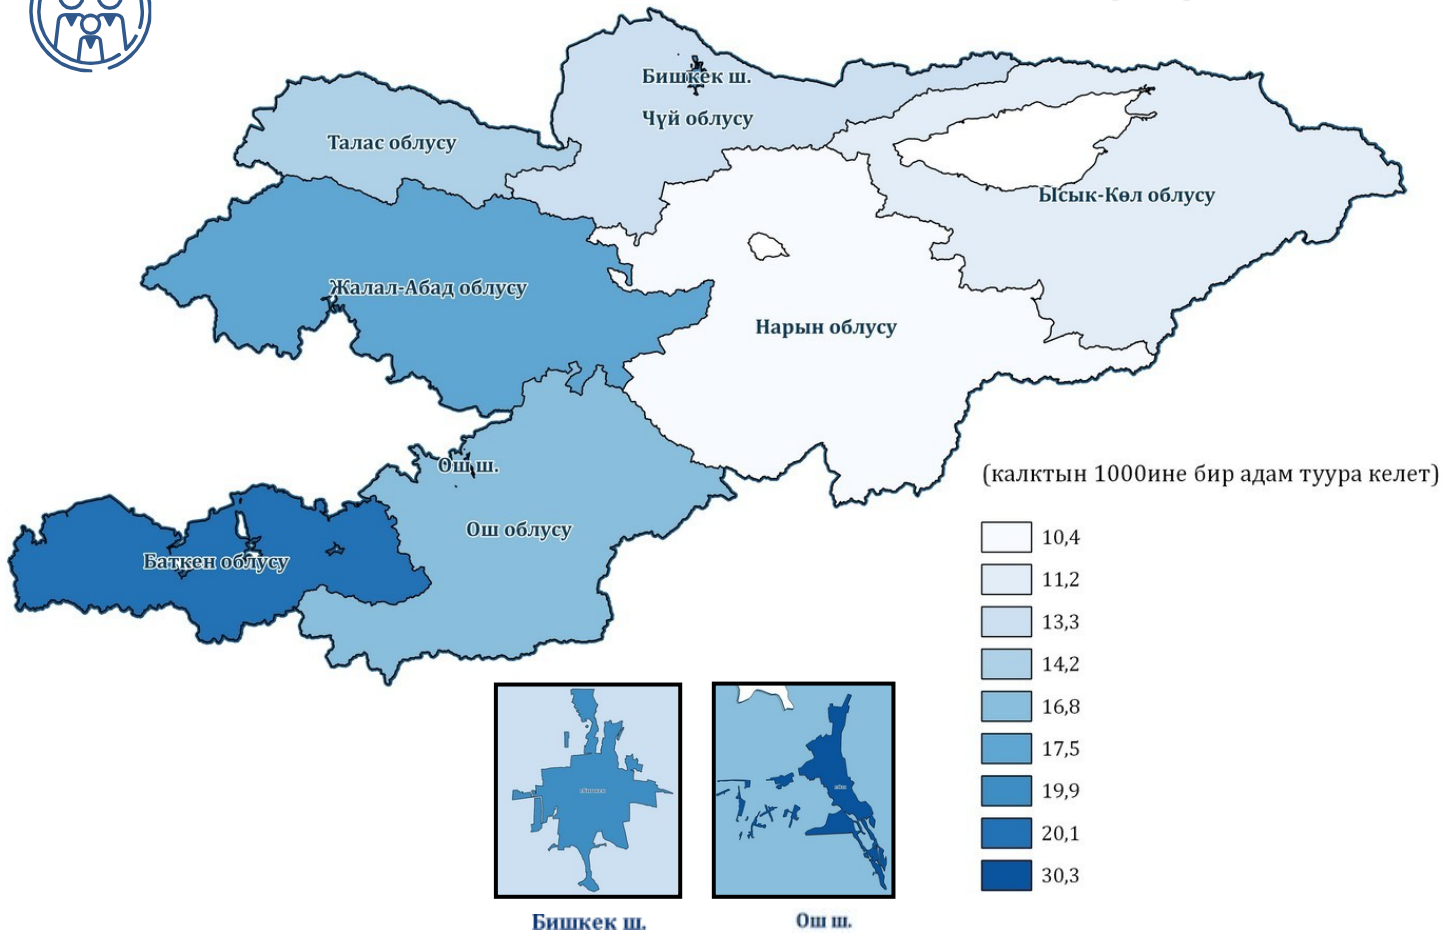 Бишкек ш.
Чүй облусу
Талас облусу
Ысык-Көл облусу
Жалал-Абад облусу
Нарын облусу
Ош ш.
Ош облусу
Баткен облусу
(калктын 1000ине бир адам туура келет)
10,4
11,2
13,3
14,2
16,8
17,5
19,9
20,1
30,3
Бишкек ш.
Ош ш.